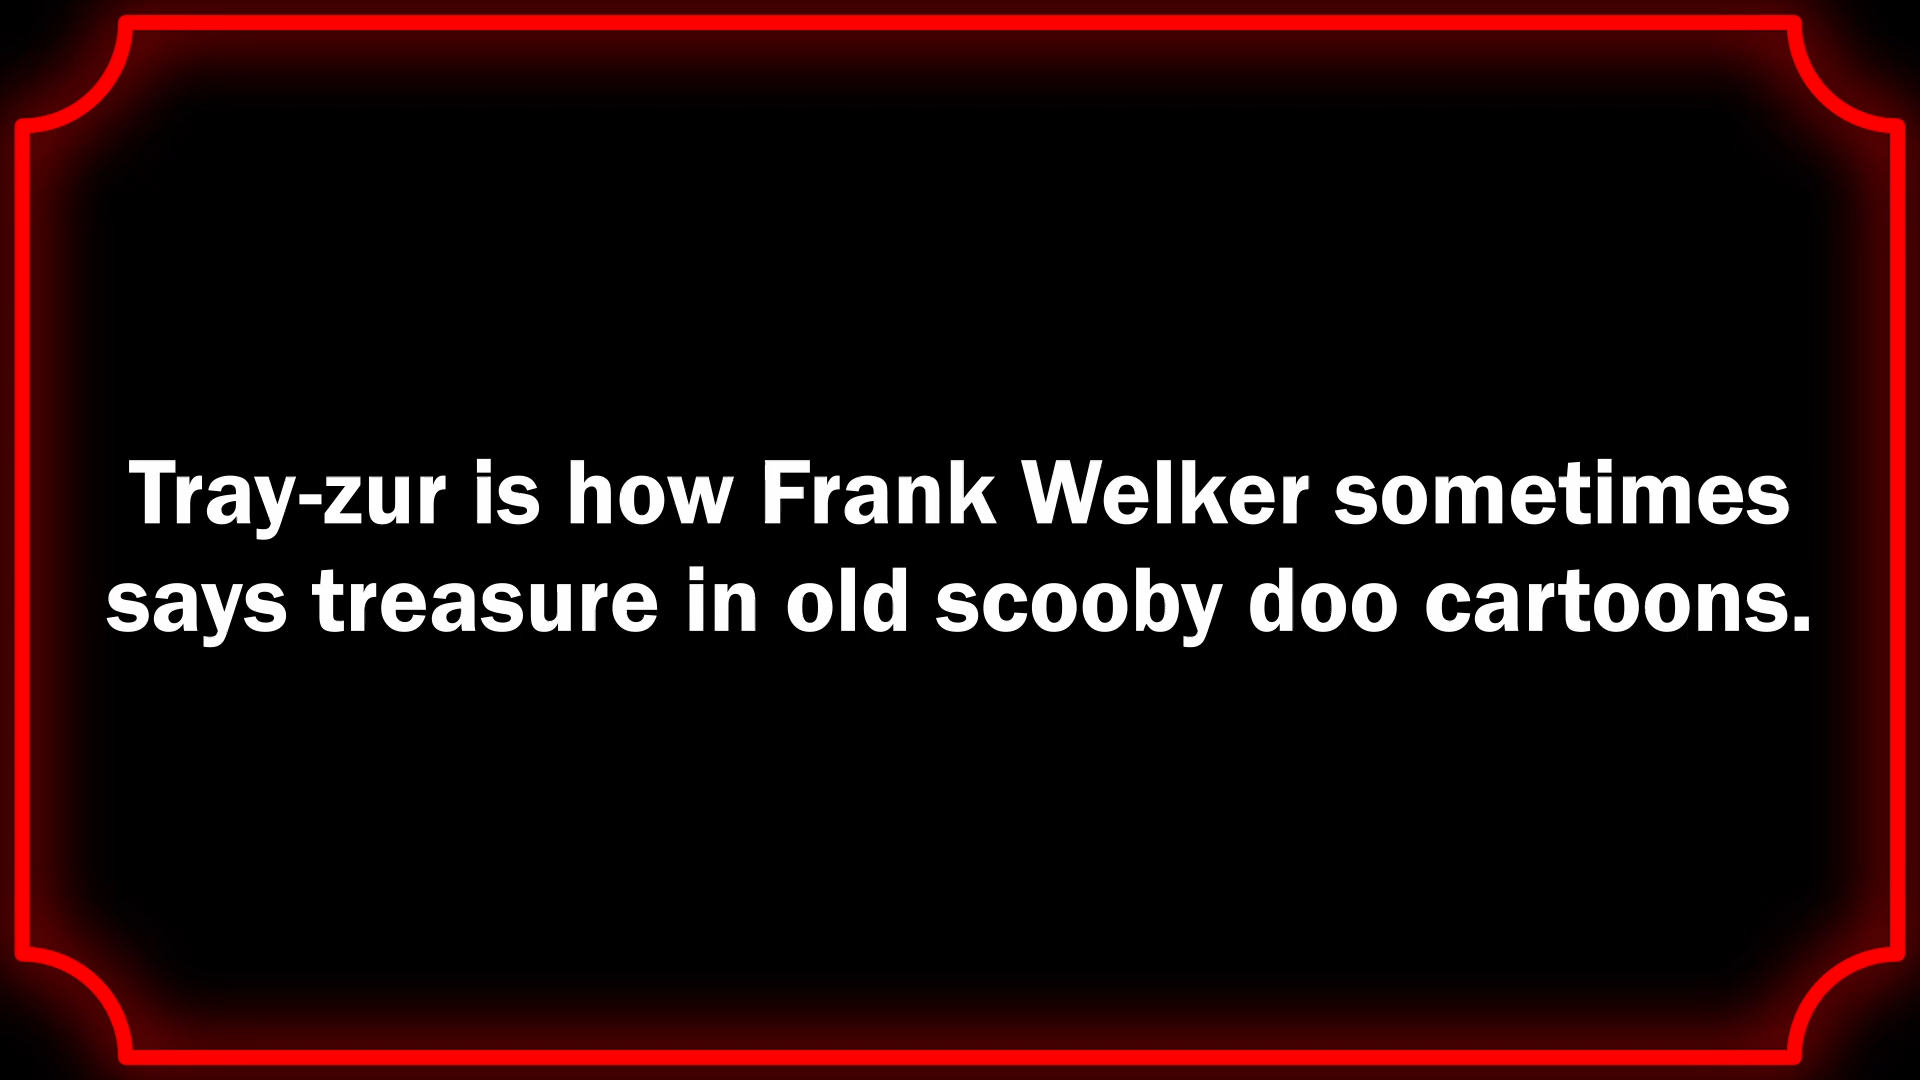 Tray-zur is how Frank Welker sometimes
says treasure in old scooby doo cartoons.